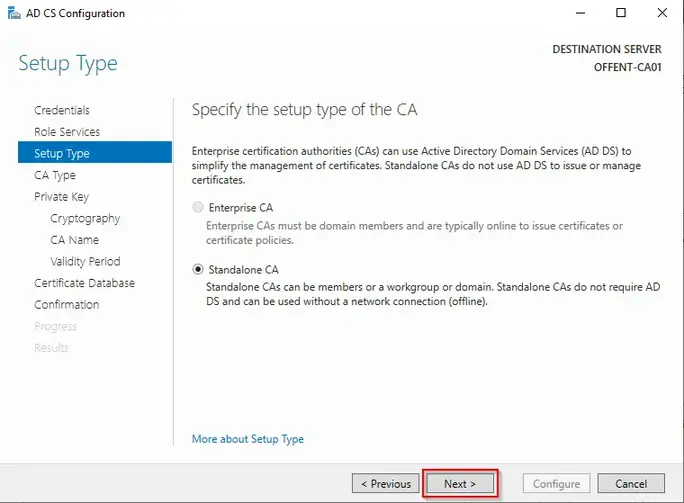 AD CS Configuration
DESTINATION SERVER
OFFENT-CA01
Setup Type
Credentials
Role Services
Setup Type
CA Type
Private Key
Cryptography
CA Name
Validity Period
Certificate Database
Confirmation
Progress
Results
Specify the setup type of the CA
Enterprise certification authorities (CAs) can use Active Directory Domain Services (AD DS) to
simplify the management of certificates. Standalone CAs do not use AD DS to issue or manage
certificates.
Enterprise CA
Enterprise CAs must be domain members and are typically online to issue certificates or
certificate policies.
Standalone CA
Standalone CAs can be members or a workgroup or domain. Standalone CAs do not require AD
DS and can be used without a network connection (offline).
More about Setup Type
< Previous
Next >
Configure
Cancel